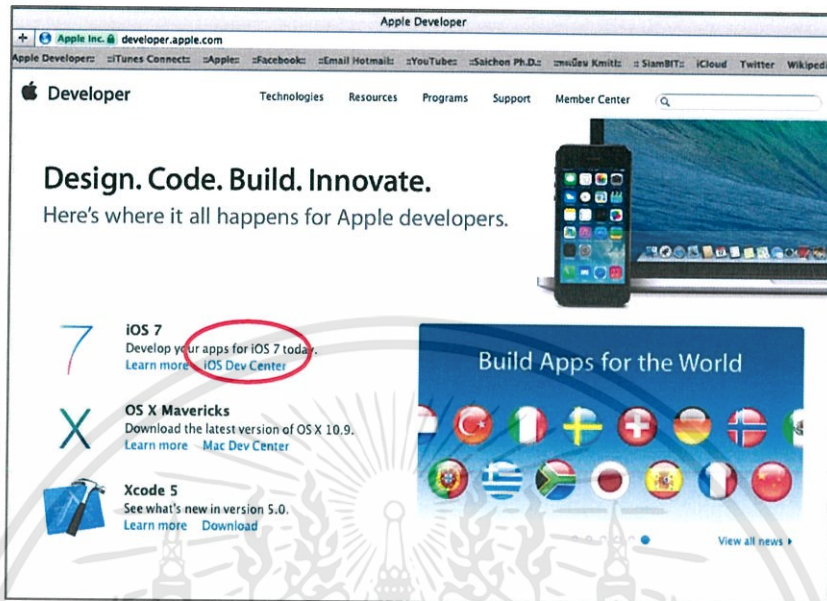 Apple Developer
Apple Inc. developer.apple.com
Apple Developer:: ::iTunes Connect:: ::Apple:: ::Facebook:: ::Email Hotmail:: ::YouTube:: ::Saichon Ph.D.:: Kmitl:: :: SiamBIT:: iCloud Twitter Wikipedi
Developer Technologies Resources Programs Support Member Center
Design. Code. Build. Innovate.
Here's where it all happens for Apple developers.
7
iOS 7
Develop your apps for iOS 7 today.
Learn more iOS Dev Center
X
OS X Mavericks
Download the latest version of OS X 10.9.
Learn more Mac Dev Center
Xcode 5
See what's new in version 5.0.
Learn more Download
Build Apps for the World
View all news